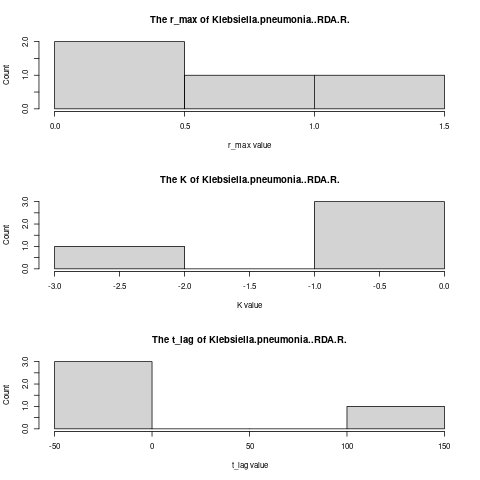 The r_max of Klebsiella.pneumonia..RDA.R.
Count
0.0 1.0 2.0
0.0 0.5 1.0 1.5
r_max value
The K of Klebsiella.pneumonia..RDA.R.
Count
0.0 1.0 2.0 3.0
-3.0 -2.5 -2.0 -1.5 -1.0 -0.5 0.0
K value
The t_lag of Klebsiella.pneumonia..RDA.R.
Count
0.0 1.0 2.0 3.0
-50 0 50 100 150
t_lag value